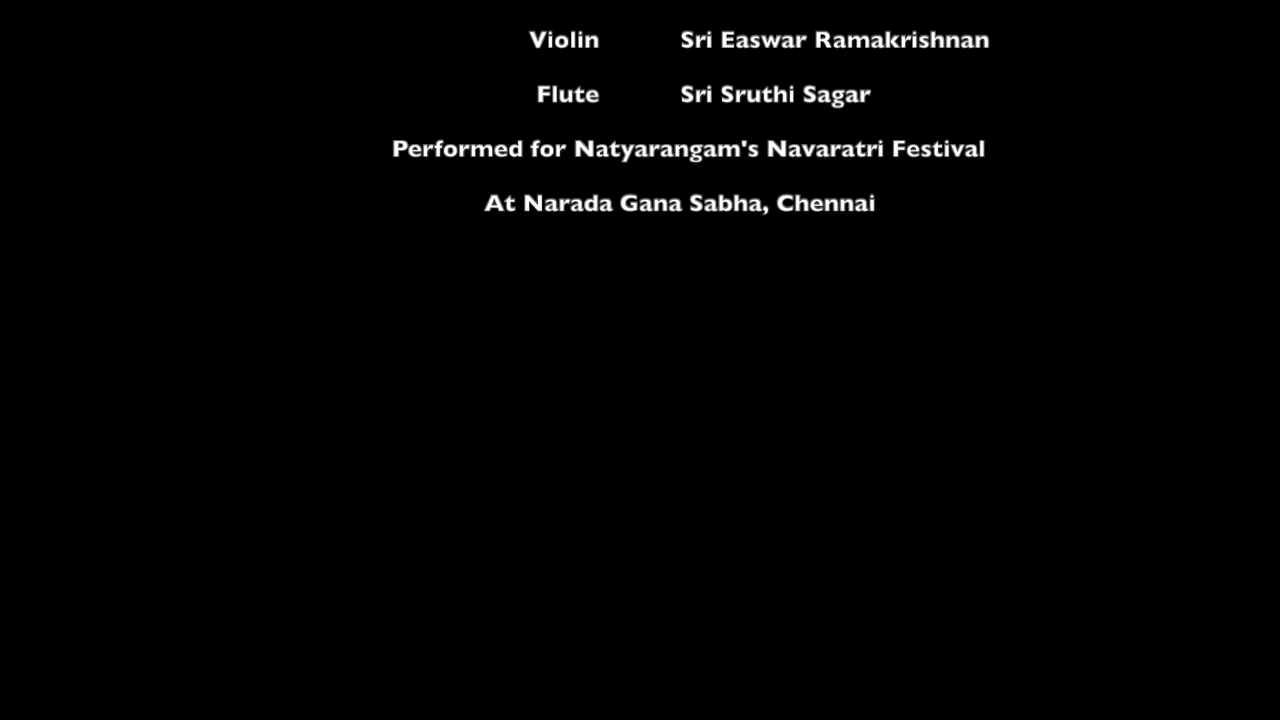 Violin Sri Easwar Ramakrishnan
Flute Sri Sruthi Sagar
Performed for Natyarangam's Navaratri Festival
At Narada Gana Sabha, Chennai